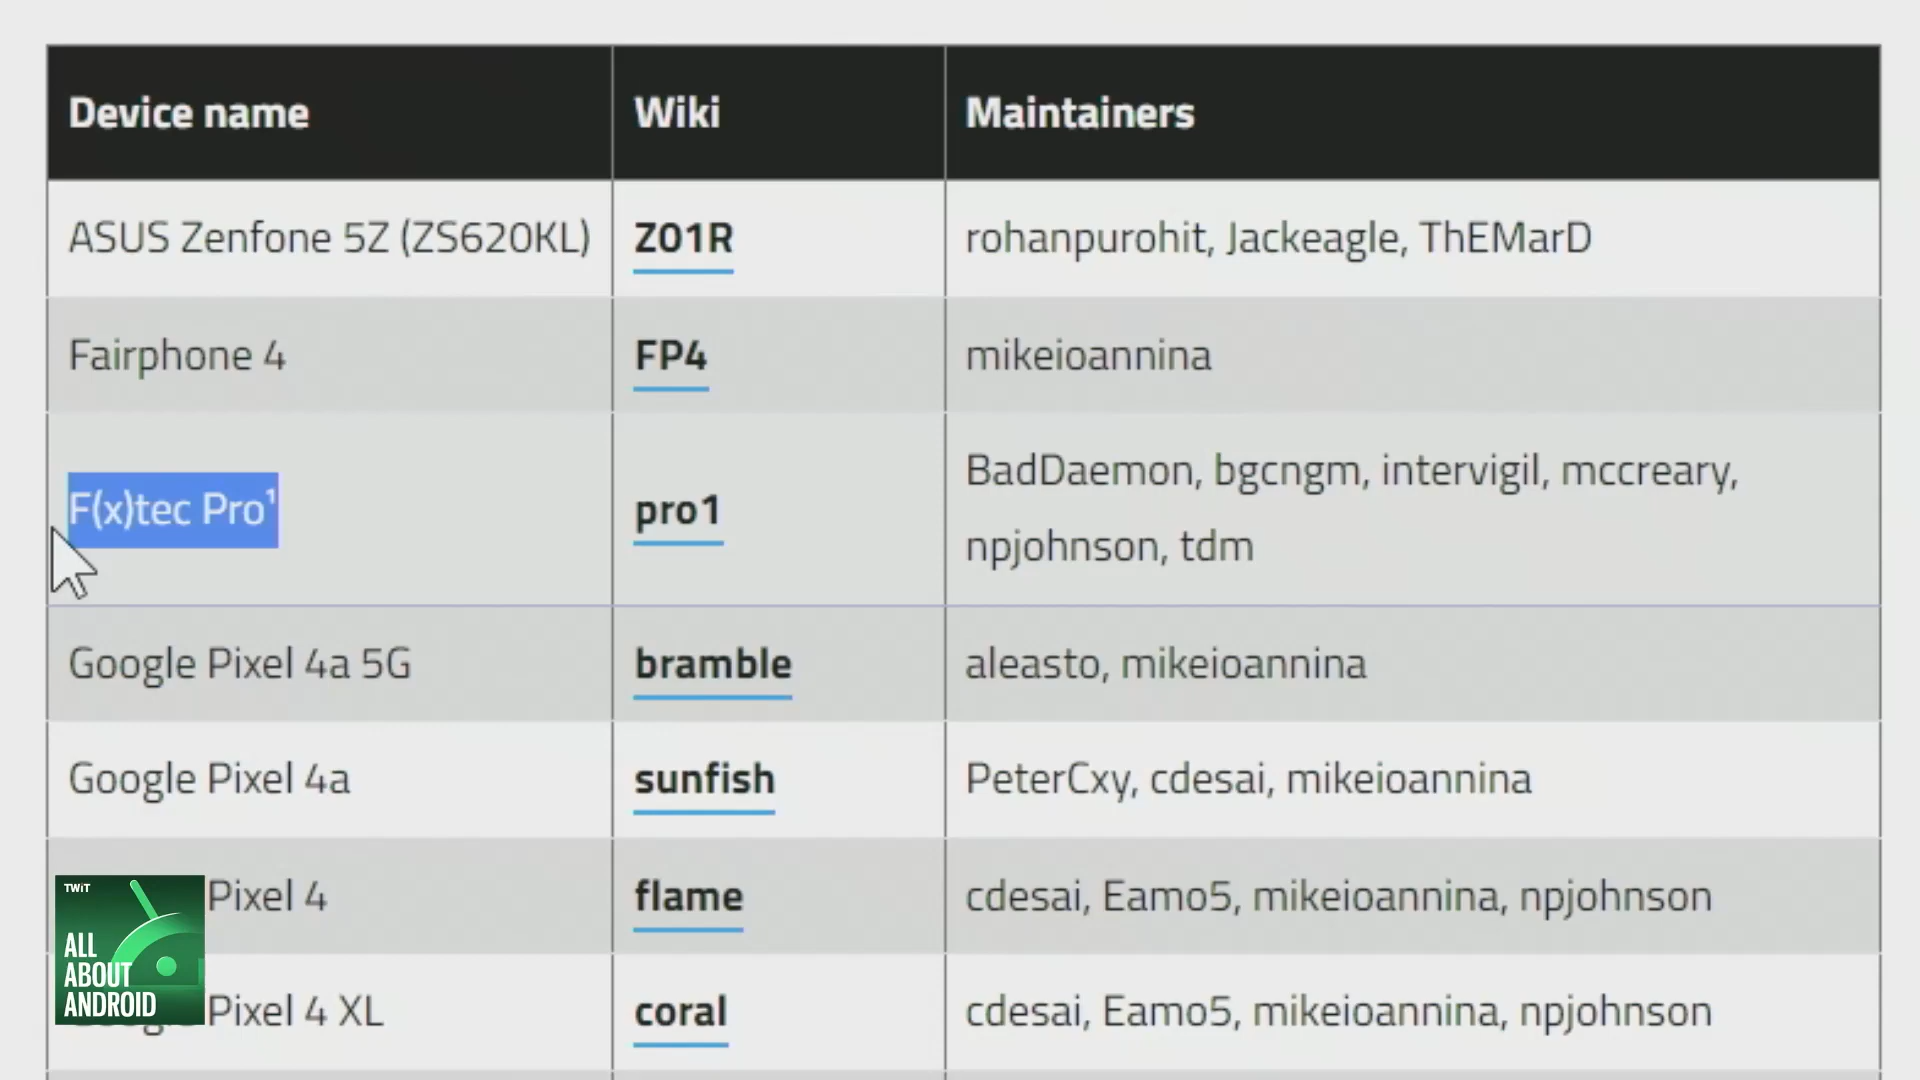 Device name Wiki Maintainers
ASUS Zenfone 5Z (ZS620KL) Z01R rohanpurohit, Jackeagle, ThEMarD
Fairphone 4 FP4 mikeioannina
F(x)tec Pro¹ pro1 BadDaemon, bgcngm, intervigil, mccreary,
npjohnson, tdm
Google Pixel 4a 5G bramble aleasto, mikeioannina
Google Pixel 4a sunfish PeterCxy, cdesai, mikeioannina
Pixel 4 flame cdesai, Eamo5, mikeioannina, npjohnson
Pixel 4 XL coral cdesai, Eamo5, mikeioannina, npjohnson
TWiT
ALL
ABOUT
ANDROID